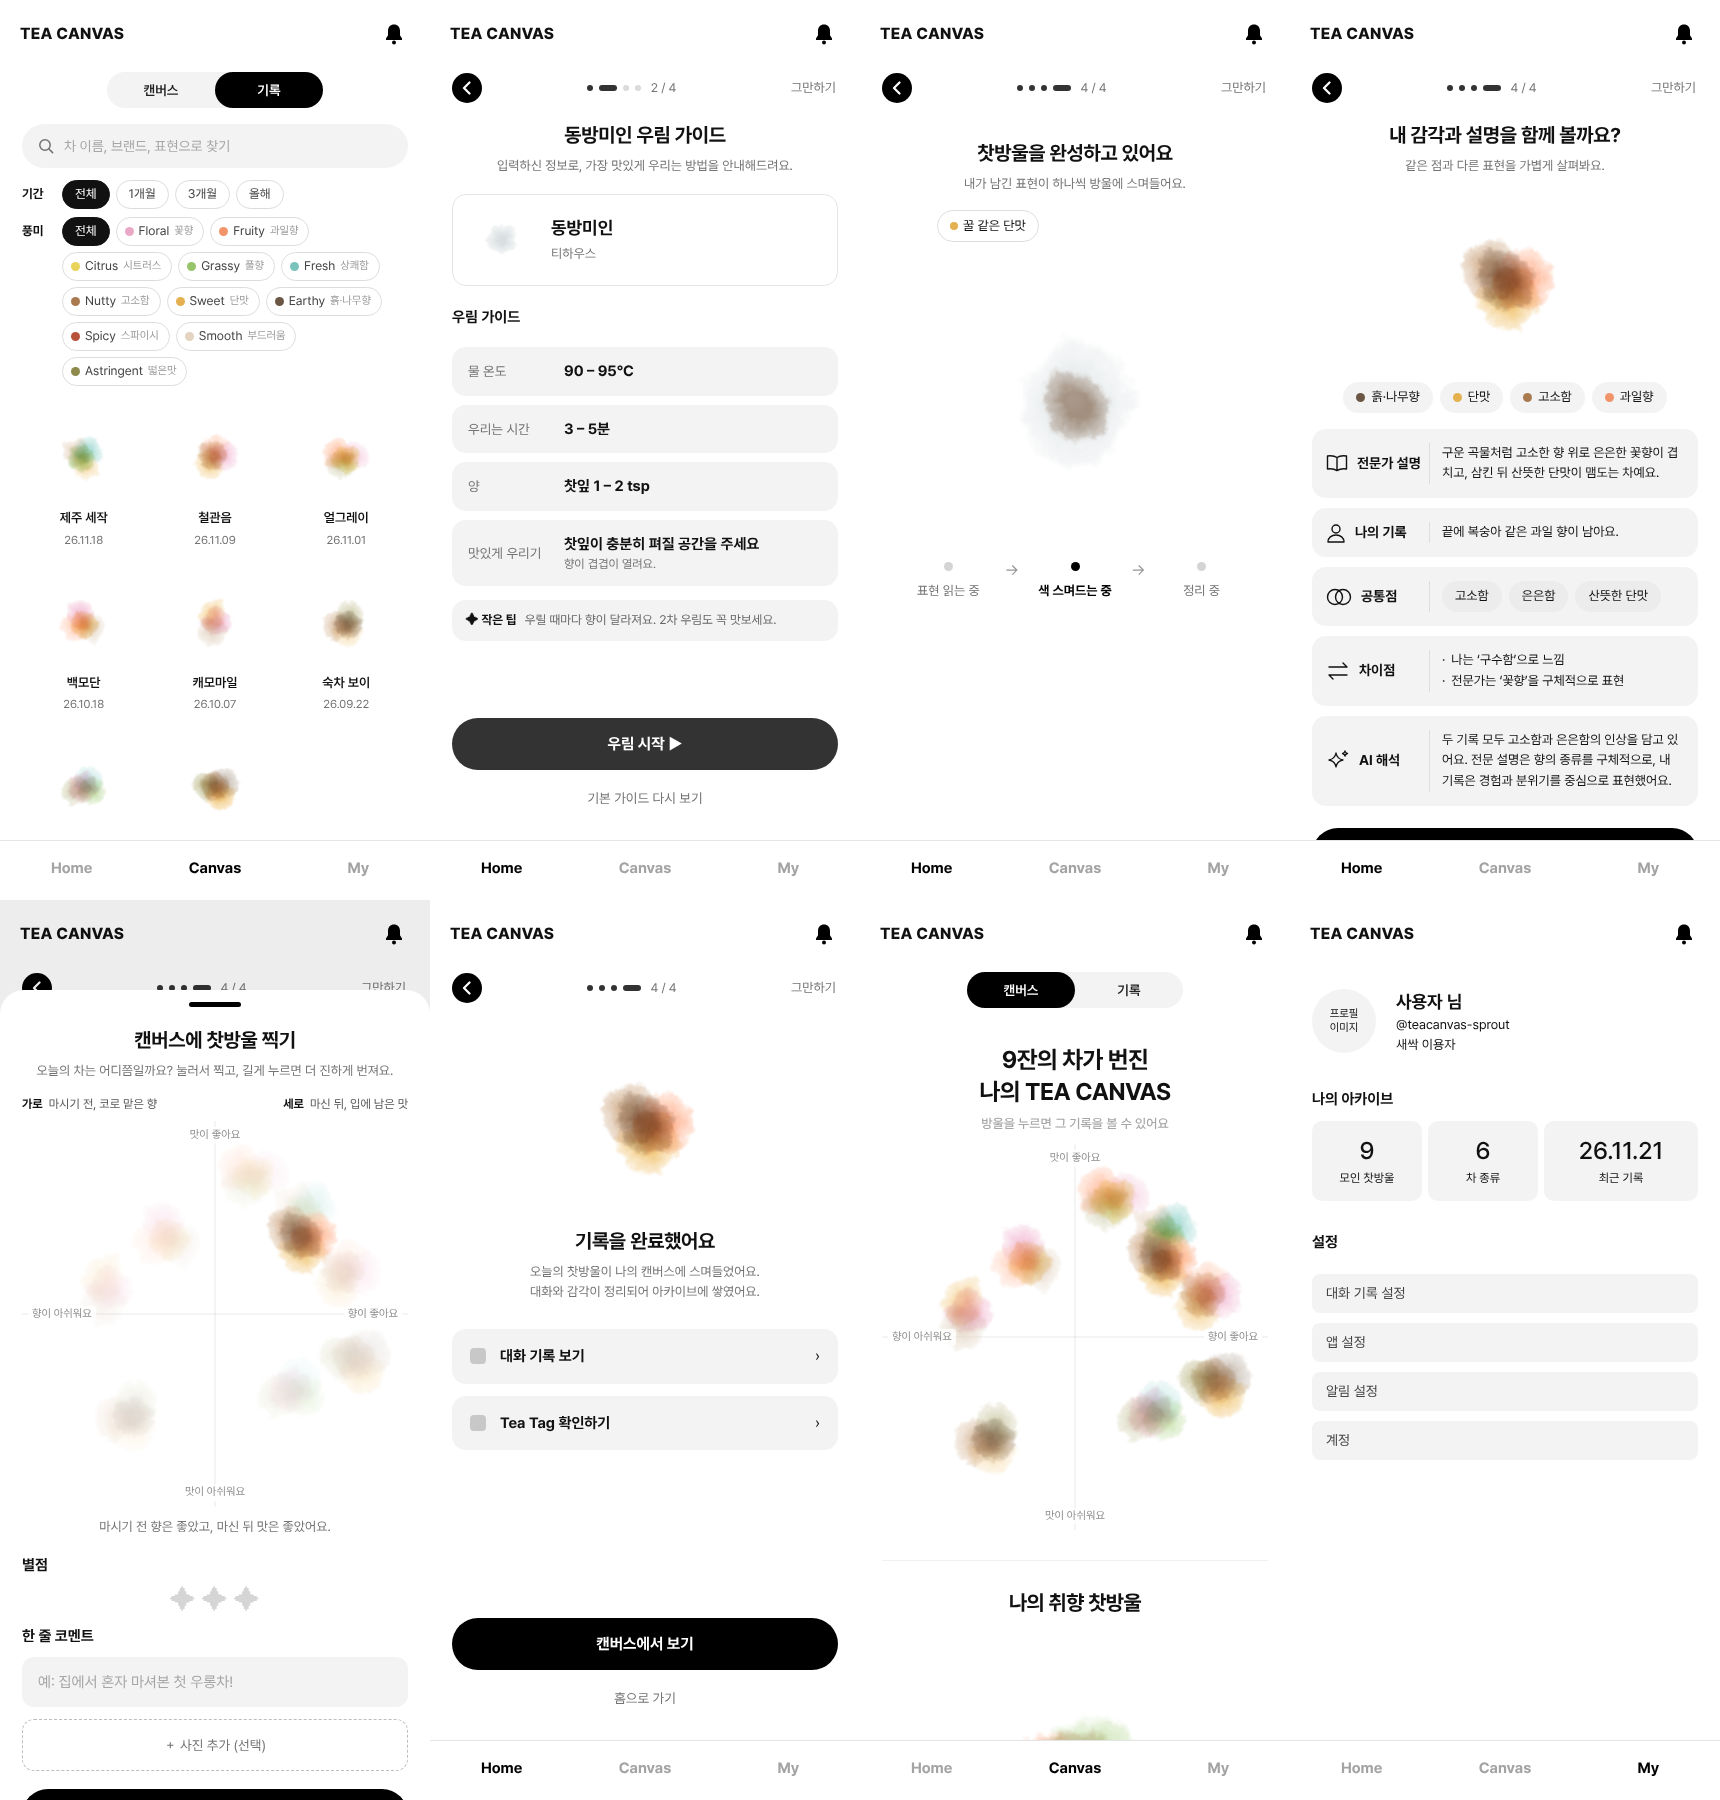 TEA CANVAS
캔버스 기록
차 이름, 브랜드, 표현으로 찾기
기간 전체 1개월 3개월 올해
풍미 전체 Floral 꽃향 Fruity 과일향
Citrus 시트러스 Grassy 풀향 Fresh 상쾌함
Nutty 고소함 Sweet 단맛 Earthy 흙·나무향
Spicy 스파이시 Smooth 부드러움
Astringent 떫은맛
제주 세작 철관음 얼그레이
26.11.18 26.11.09 26.11.01
백모단 캐모마일 숙차 보이
26.10.18 26.10.07 26.09.22
Home Canvas My
TEA CANVAS
2 / 4 그만하기
동방미인 우림 가이드
입력하신 정보로, 가장 맛있게 우리는 방법을 안내해드려요.
동방미인
티하우스
우림 가이드
물 온도 90 – 95°C
우리는 시간 3 – 5분
양 찻잎 1 – 2 tsp
맛있게 우리기 찻잎이 충분히 펴질 공간을 주세요
향이 겹겹이 열려요.
작은 팁 우릴 때마다 향이 달라져요. 2차 우림도 꼭 맛보세요.
우림 시작 ▶
기본 가이드 다시 보기
Home Canvas My
TEA CANVAS
4 / 4 그만하기
찻방울을 완성하고 있어요
내가 남긴 표현이 하나씩 방울에 스며들어요.
꿀 같은 단맛
표현 읽는 중 → 색 스며드는 중 → 정리 중
Home Canvas My
TEA CANVAS
4 / 4 그만하기
내 감각과 설명을 함께 볼까요?
같은 점과 다른 표현을 가볍게 살펴봐요.
흙·나무향 단맛 고소함 과일향
전문가 설명 구운 곡물처럼 고소한 향 위로 은은한 꽃향이 겹
치고, 삼킨 뒤 산뜻한 단맛이 맴도는 차예요.
나의 기록 끝에 복숭아 같은 과일 향이 남아요.
공통점 고소함 은은함 산뜻한 단맛
차이점 · 나는 ‘구수함’으로 느낌
· 전문가는 ‘꽃향’을 구체적으로 표현
AI 해석 두 기록 모두 고소함과 은은함의 인상을 담고 있
어요. 전문 설명은 향의 종류를 구체적으로, 내
기록은 경험과 분위기를 중심으로 표현했어요.
Home Canvas My
TEA CANVAS
4 / 4 그만하기
캔버스에 찻방울 찍기
오늘의 차는 어디쯤일까요? 눌러서 찍고, 길게 누르면 더 진하게 번져요.
가로 마시기 전, 코로 맡은 향 세로 마신 뒤, 입에 남은 맛
맛이 좋아요
향이 아쉬워요 향이 좋아요
맛이 아쉬워요
마시기 전 향은 좋았고, 마신 뒤 맛은 좋았어요.
별점
한 줄 코멘트
예: 집에서 혼자 마셔본 첫 우롱차!
+ 사진 추가 (선택)
TEA CANVAS
4 / 4 그만하기
기록을 완료했어요
오늘의 찻방울이 나의 캔버스에 스며들었어요.
대화와 감각이 정리되어 아카이브에 쌓였어요.
대화 기록 보기 ›
Tea Tag 확인하기 ›
캔버스에서 보기
홈으로 가기
Home Canvas My
TEA CANVAS
캔버스 기록
9잔의 차가 번진
나의 TEA CANVAS
방울을 누르면 그 기록을 볼 수 있어요
맛이 좋아요
향이 아쉬워요 향이 좋아요
맛이 아쉬워요
나의 취향 찻방울
Home Canvas My
TEA CANVAS
프로필
이미지
사용자 님
@teacanvas-sprout
새싹 이용자
나의 아카이브
9 6 26.11.21
모인 찻방울 차 종류 최근 기록
설정
대화 기록 설정
앱 설정
알림 설정
계정
Home Canvas My